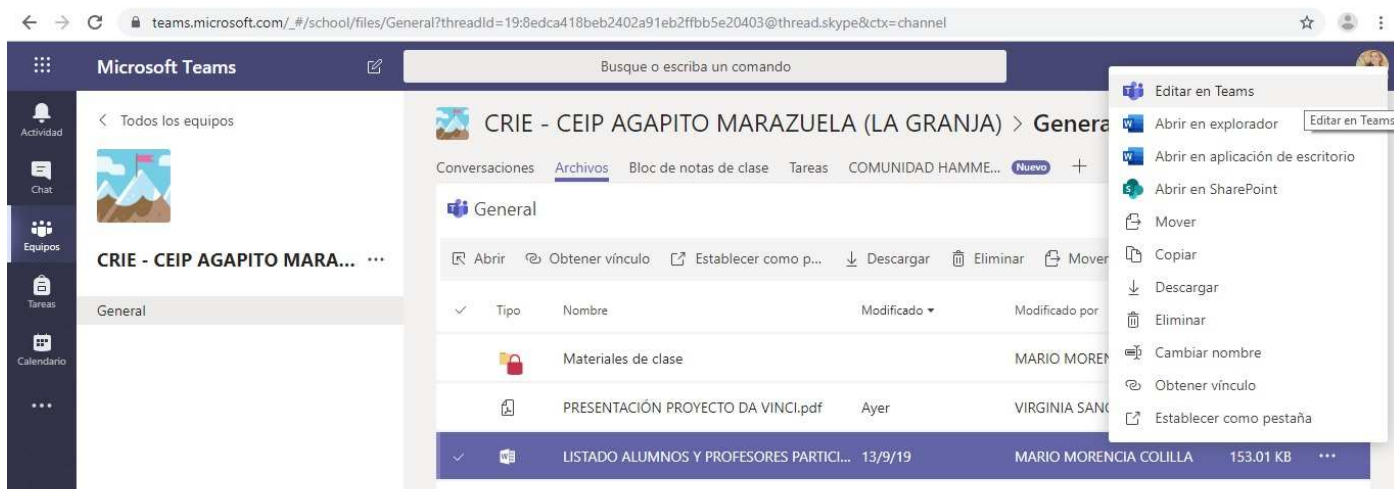 teams.microsoft.com/_#/school/files/General?threadId=19:8edca418beb2402a91eb2ffbb5e20403@thread.skype&ctx=channel
Microsoft Teams
Busque o escriba un comando
Actividad
Chat
Equipos
Tareas
Calendario
Todos los equipos
CRIE - CEIP AGAPITO MARA... ...
General
CRIE - CEIP AGAPITO MARAZUELA (LA GRANJA) > Genera
Conversaciones Archivos Bloc de notas de clase Tareas COMUNIDAD HAMME... Nuevo +
General
Abrir Obtener vínculo Establecer como p... Descargar Eliminar Mover
Tipo Nombre Modificado Modificado por
Materiales de clase MARIO MOREN
PRESENTACIÓN PROYECTO DA VINCI.pdf Ayer VIRGINIA SANC
LISTADO ALUMNOS Y PROFESORES PARTICI... 13/9/19 MARIO MORENCIA COLILLA 153.01 KB ...
Editar en Teams
Abrir en explorador
Editar en Teams
Abrir en aplicación de escritorio
Abrir en SharePoint
Mover
Copiar
Descargar
Eliminar
Cambiar nombre
Obtener vínculo
Establecer como pestaña